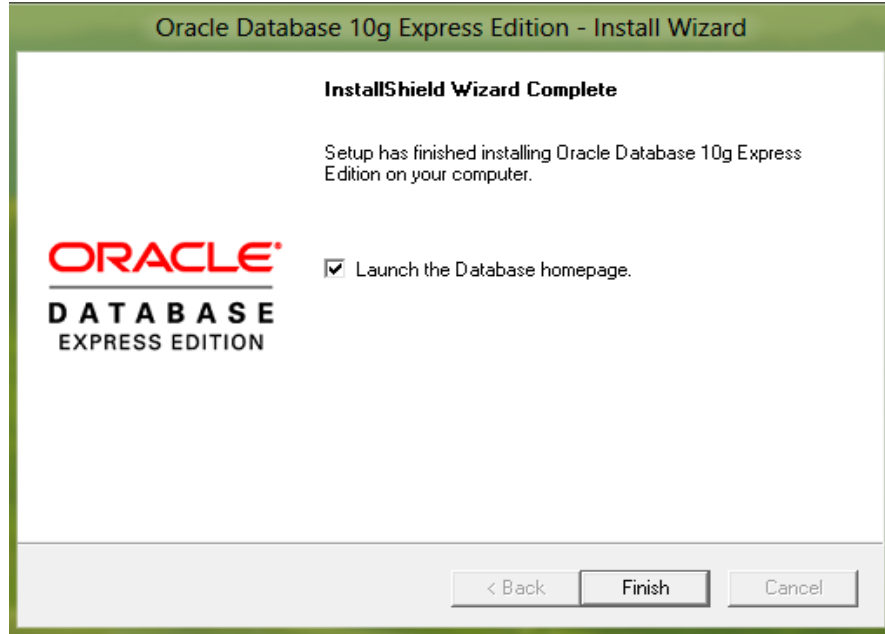 Oracle Database 10g Express Edition - Install Wizard
InstallShield Wizard Complete
Setup has finished installing Oracle Database 10g Express
Edition on your computer.
ORACLE
DATABASE
EXPRESS EDITION
Launch the Database homepage.
< Back
Finish
Cancel